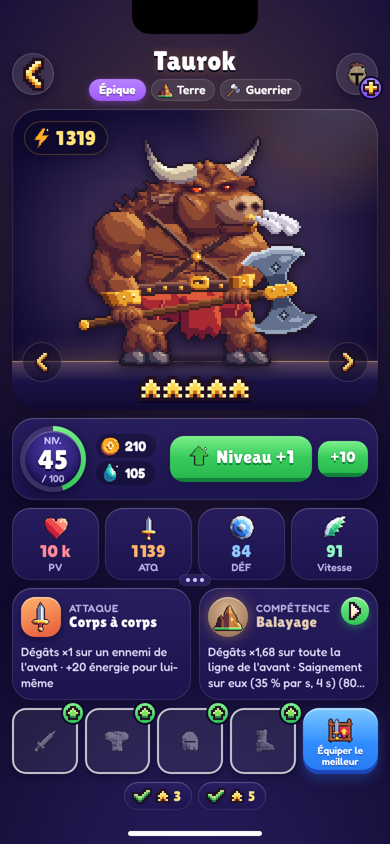 Taurok
Épique
Terre
Guerrier
1319
NIV.
45
/ 100
210
105
Niveau +1
+10
10 k
PV
1139
ATQ
84
DÉF
91
Vitesse
ATTAQUE
Corps à corps
Dégâts ×1 sur un ennemi de
l'avant · +20 énergie pour lui-
même
COMPÉTENCE
Balayage
Dégâts ×1,68 sur toute la
ligne de l'avant · Saignement
sur eux (35 % par s, 4 s) (80...
Équiper le
meilleur
3
5